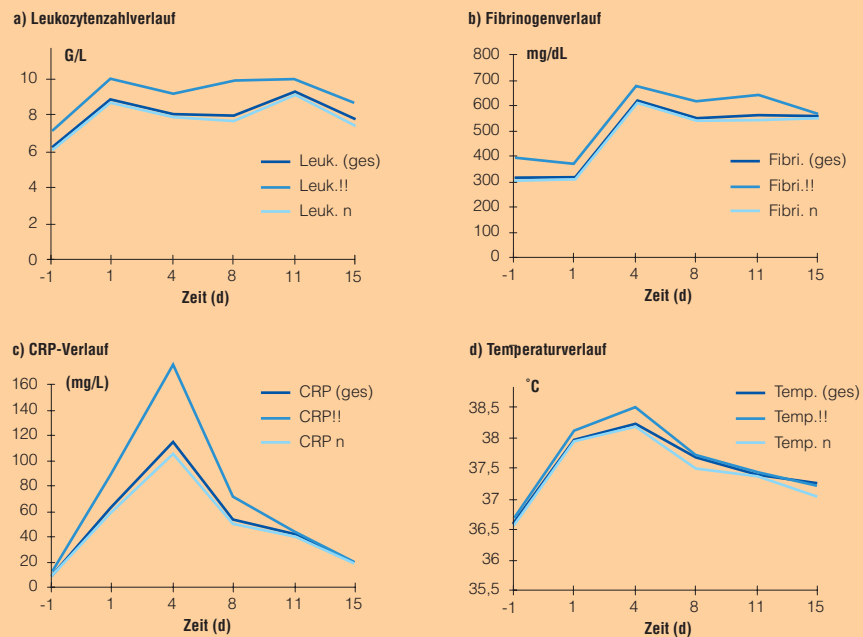 a) Leukozytenzahlverlauf
G/L
10
8
6
4
2
0
Leuk. (ges)
Leuk.!!
Leuk. n
-1 1 4 8 11 15
Zeit (d)
b) Fibrinogenverlauf
mg/dL
800
700
600
500
400
300
200
100
0
Fibri. (ges)
Fibri.!!
Fibri. n
-1 1 4 8 11 15
Zeit (d)
c) CRP-Verlauf
(mg/L)
160
140
120
100
80
60
40
20
0
CRP (ges)
CRP!!
CRP n
-1 1 4 8 11 15
Zeit (d)
d) Temperaturverlauf
°C
38,5
38
37,5
37
36,5
36
35,5
Temp. (ges)
Temp.!!
Temp. n
-1 1 4 8 11 15
Zeit (d)